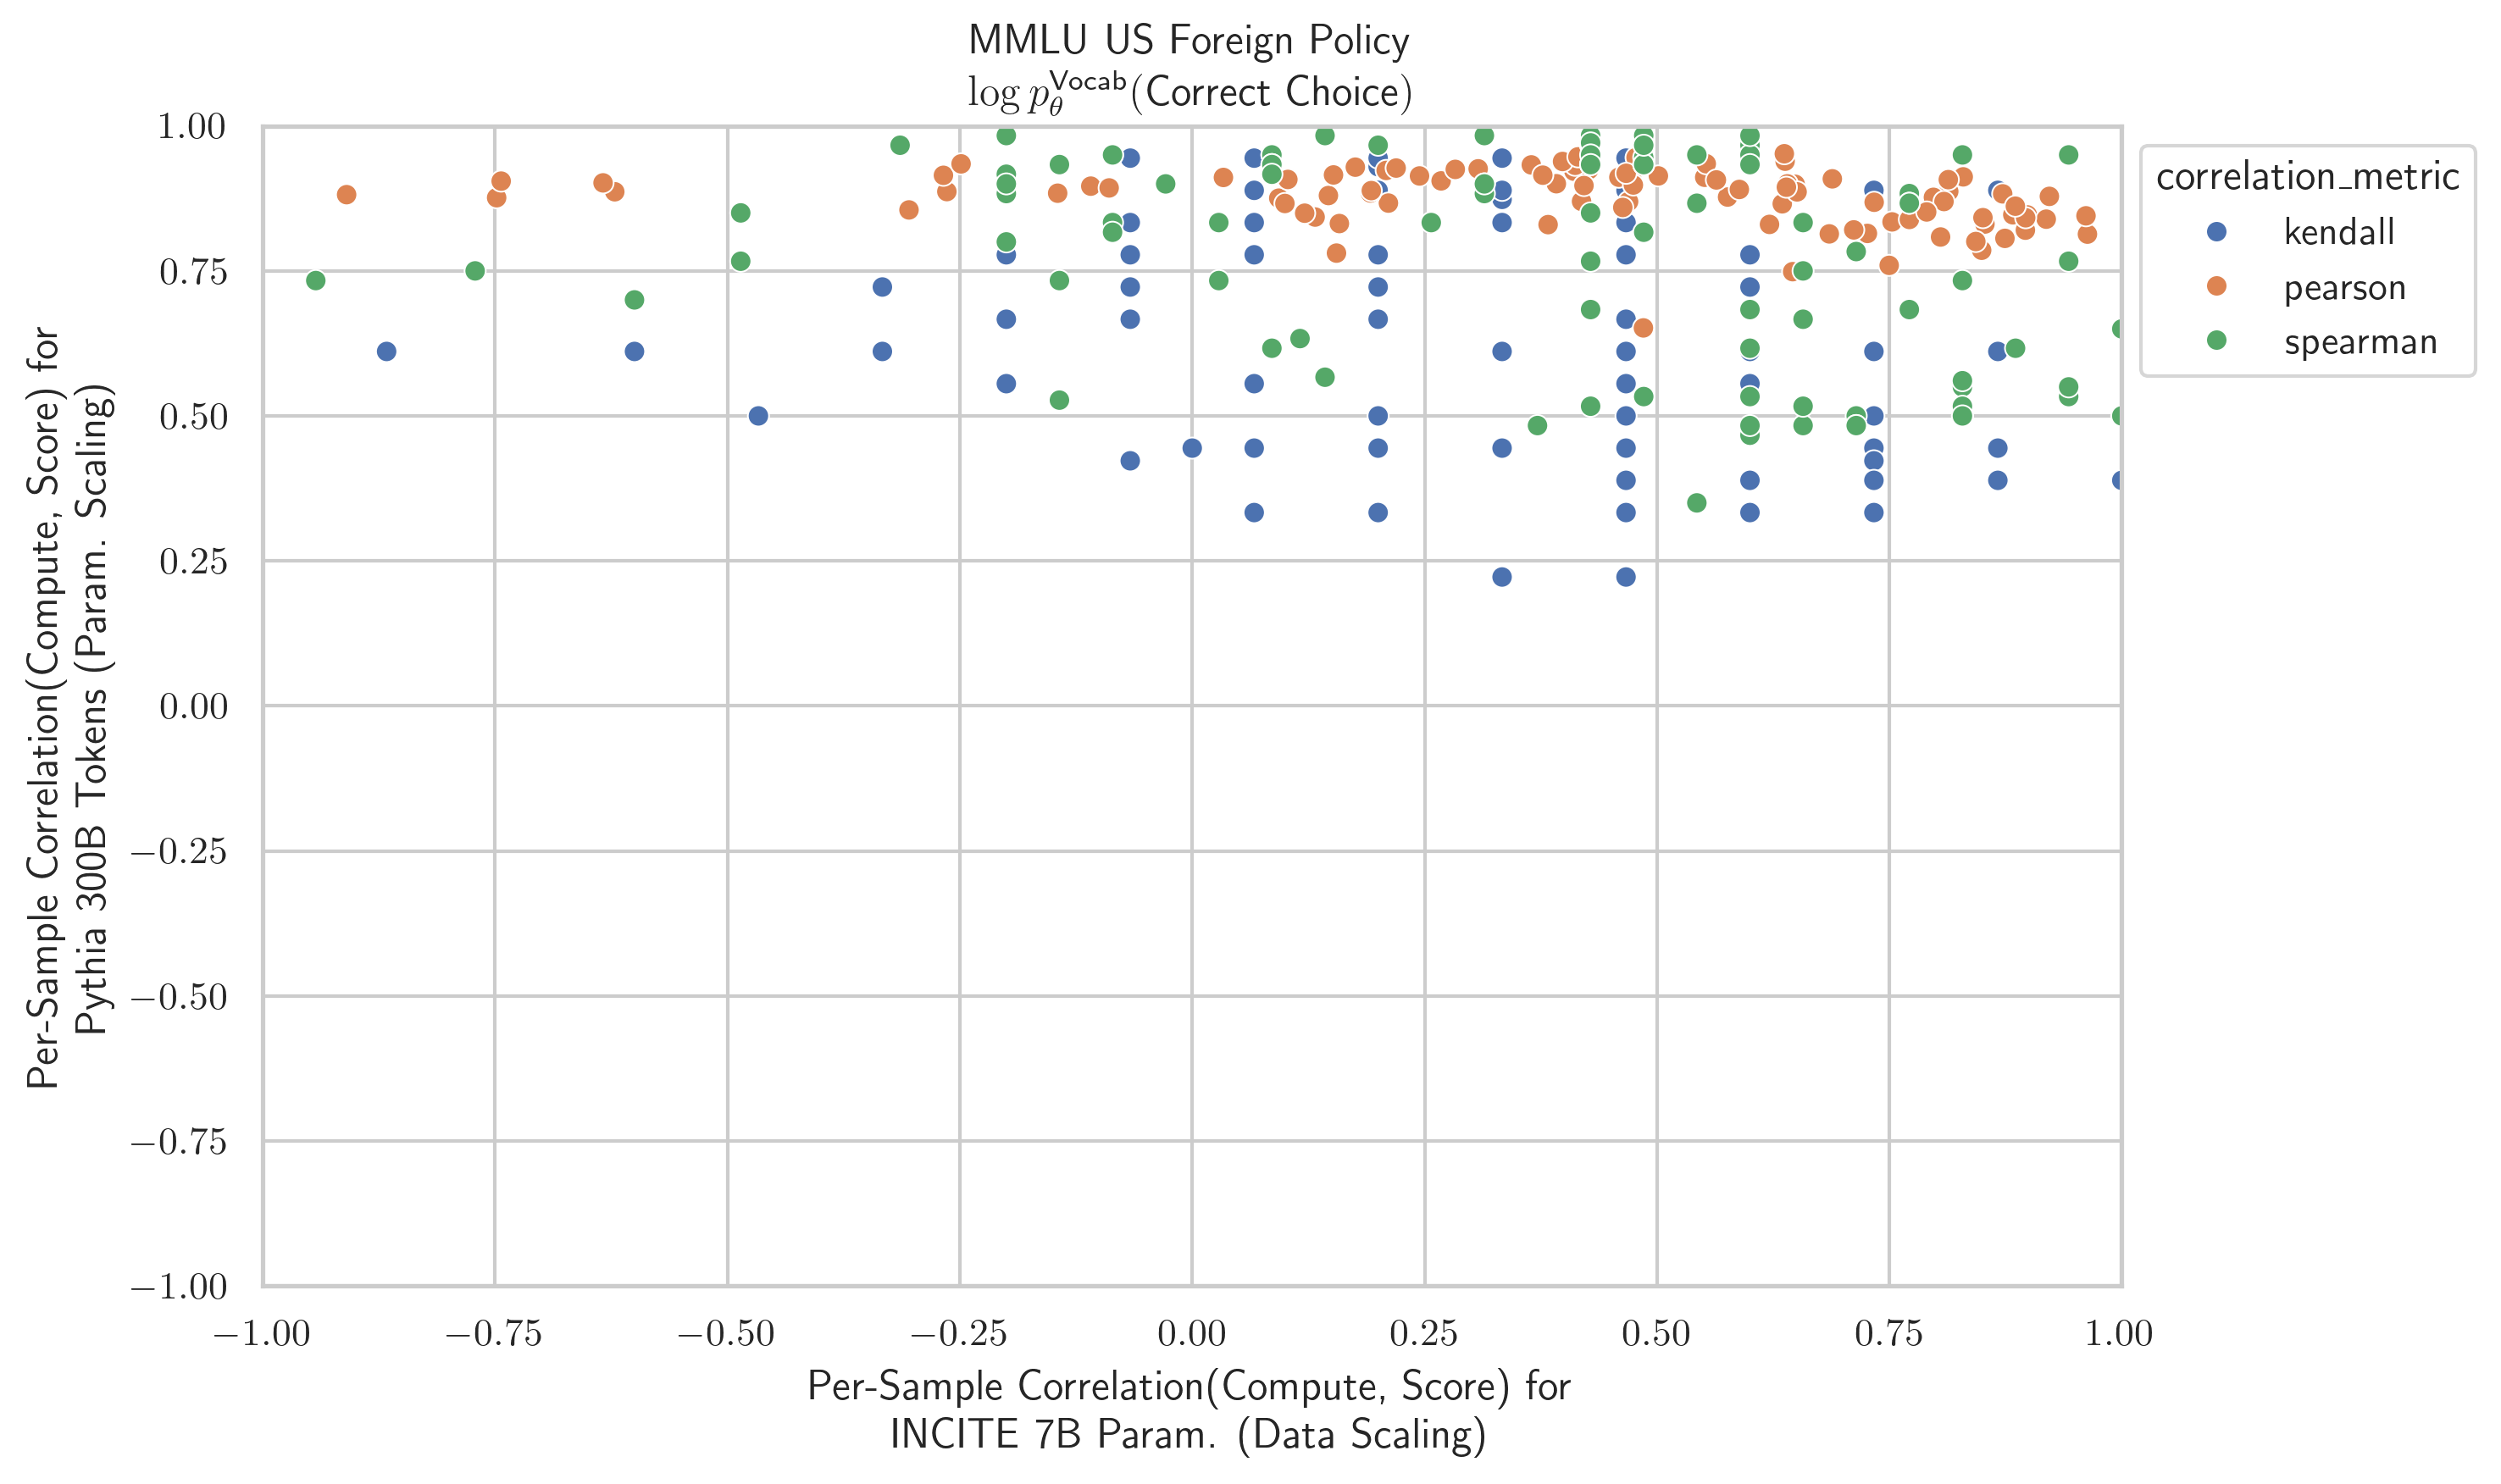 MMLU US Foreign Policy
log p_θ^Vocab(Correct Choice)
1.00
0.75
0.50
0.25
0.00
−0.25
−0.50
−0.75
−1.00
Per-Sample Correlation(Compute, Score) for
Pythia 300B Tokens (Param. Scaling)
−1.00 −0.75 −0.50 −0.25 0.00 0.25 0.50 0.75 1.00
Per-Sample Correlation(Compute, Score) for
INCITE 7B Param. (Data Scaling)
correlation_metric
kendall
pearson
spearman